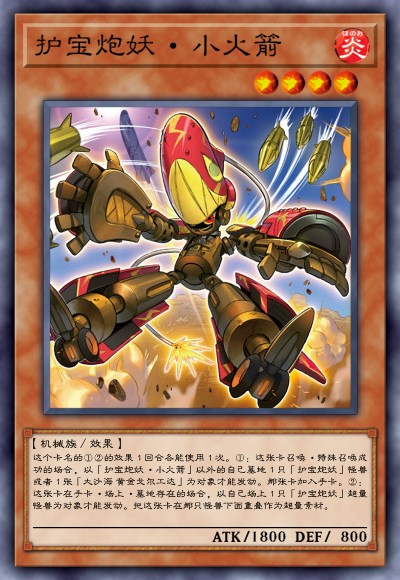 护宝炮妖・小火箭
ほのお
炎
【机械族/效果】
这个卡名的①②的效果1回合各能使用1次。①：这张卡召唤・特殊召唤成
功的场合，以「护宝炮妖・小火箭」以外的自己墓地1只「护宝炮妖」怪兽
或者1张「大沙海 黄金戈尔工达」为对象才能发动。那张卡加入手卡。②：
这张卡在手卡・场上・墓地存在的场合，以自己场上1只「护宝炮妖」超量
怪兽为对象才能发动。把这张卡在那只怪兽下面重叠作为超量素材。
ATK/1800 DEF/ 800